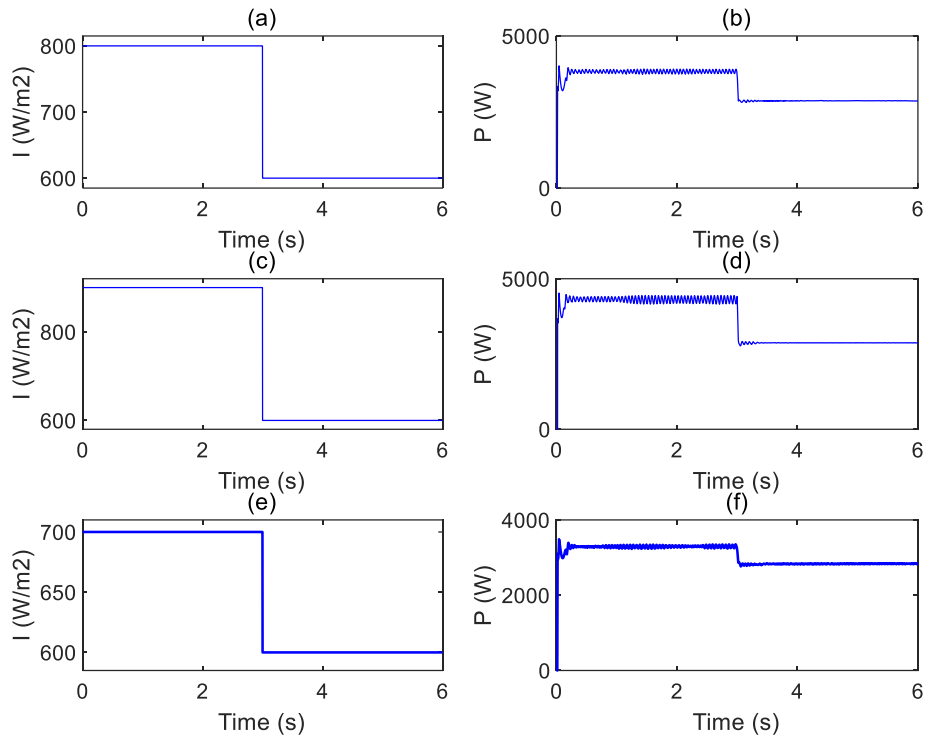 (a)
I (W/m2)
800
700
600
0 2 4 6
Time (s)
(b)
P (W)
5000
0
0 2 4 6
Time (s)
(c)
I (W/m2)
800
600
0 2 4 6
Time (s)
(d)
P (W)
5000
0
0 2 4 6
Time (s)
(e)
I (W/m2)
700
650
600
0 2 4 6
Time (s)
(f)
P (W)
4000
2000
0
0 2 4 6
Time (s)